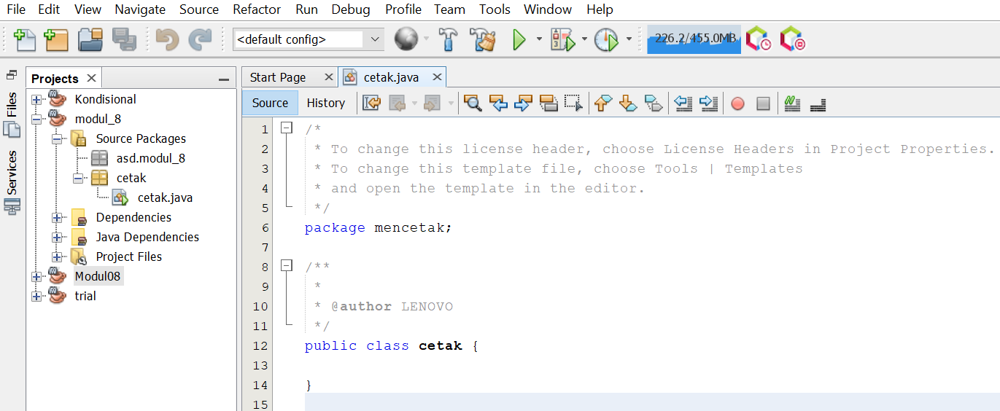 File Edit View Navigate Source Refactor Run Debug Profile Team Tools Window Help
<default config>
226.2/455.0MB
Files
Services
Projects
Kondisional
modul_8
Source Packages
asd.modul_8
cetak
cetak.java
Dependencies
Java Dependencies
Project Files
Modul08
trial
Start Page cetak.java
Source History
1 /*
2 * To change this license header, choose License Headers in Project Properties.
3 * To change this template file, choose Tools | Templates
4 * and open the template in the editor.
5 */
6 package mencetak;
7
8 /**
9 *
10 * @author LENOVO
11 */
12 public class cetak {
13
14 }
15